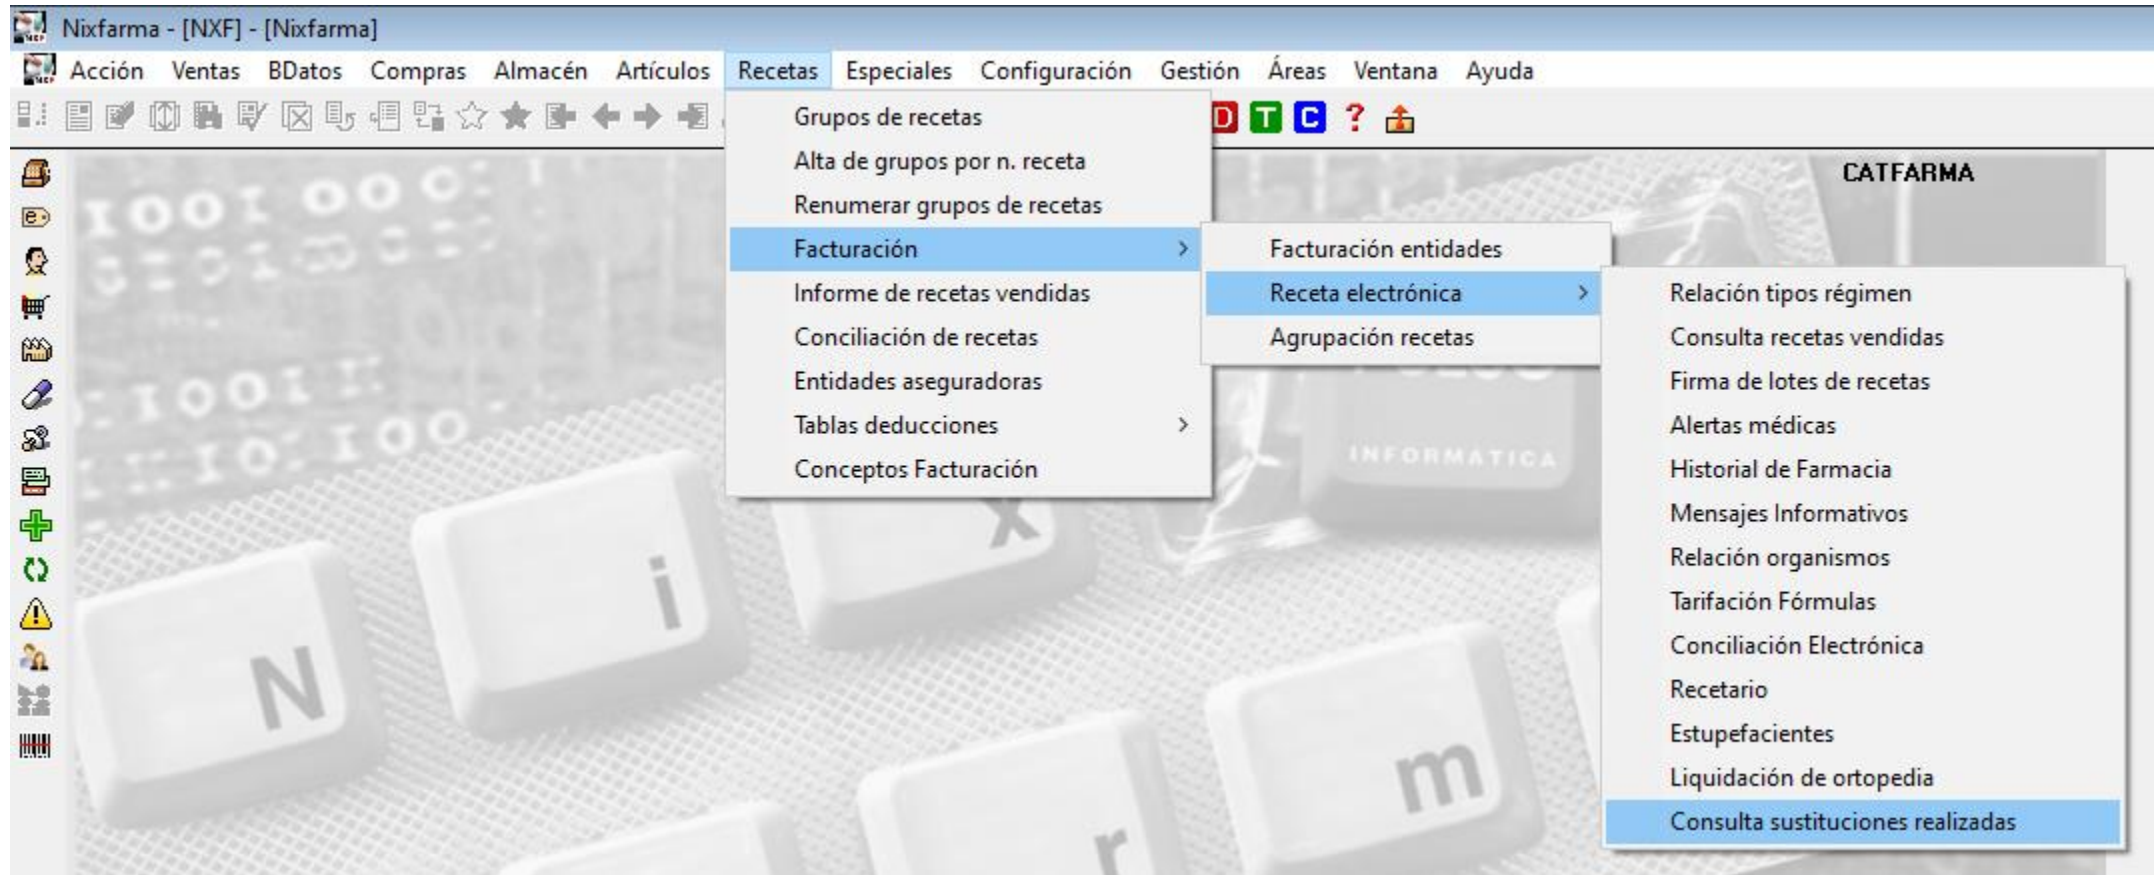 Nixfarma - [NXF] - [Nixfarma]
Acción Ventas BDatos Compras Almacén Artículos Recetas Especiales Configuración Gestión Áreas Ventana Ayuda
D T C ?
CATFARMA
Grupos de recetas
Alta de grupos por n. receta
Renumerar grupos de recetas
Facturación >
Informe de recetas vendidas
Conciliación de recetas
Entidades aseguradoras
Tablas deducciones >
Conceptos Facturación
Facturación entidades
Receta electrónica >
Agrupación recetas
Relación tipos régimen
Consulta recetas vendidas
Firma de lotes de recetas
Alertas médicas
Historial de Farmacia
Mensajes Informativos
Relación organismos
Tarifación Fórmulas
Conciliación Electrónica
Recetario
Estupefacientes
Liquidación de ortopedia
Consulta sustituciones realizadas
INFORMATICA
N i x
r m